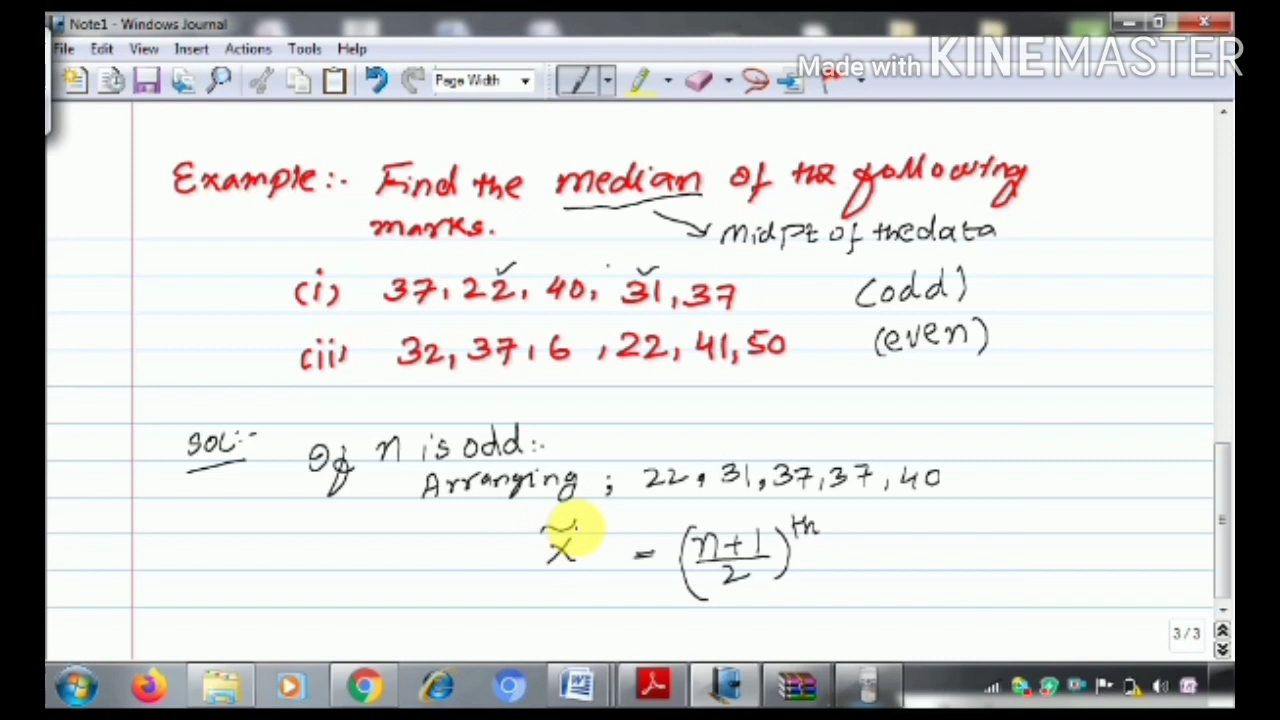 Note1 - Windows Journal
File Edit View Insert Actions Tools Help
Made with KINEMASTER
Page Width
Example:- Find the median of the following
marks.
midpt of the data
(i) 37, 22, 40, 31, 37 (odd)
(ii) 32, 37, 6, 22, 41, 50 (even)
Sol:- If n is odd:-
Arranging ; 22, 31, 37, 37, 40
x̃ = (n+1/2)th
3/3